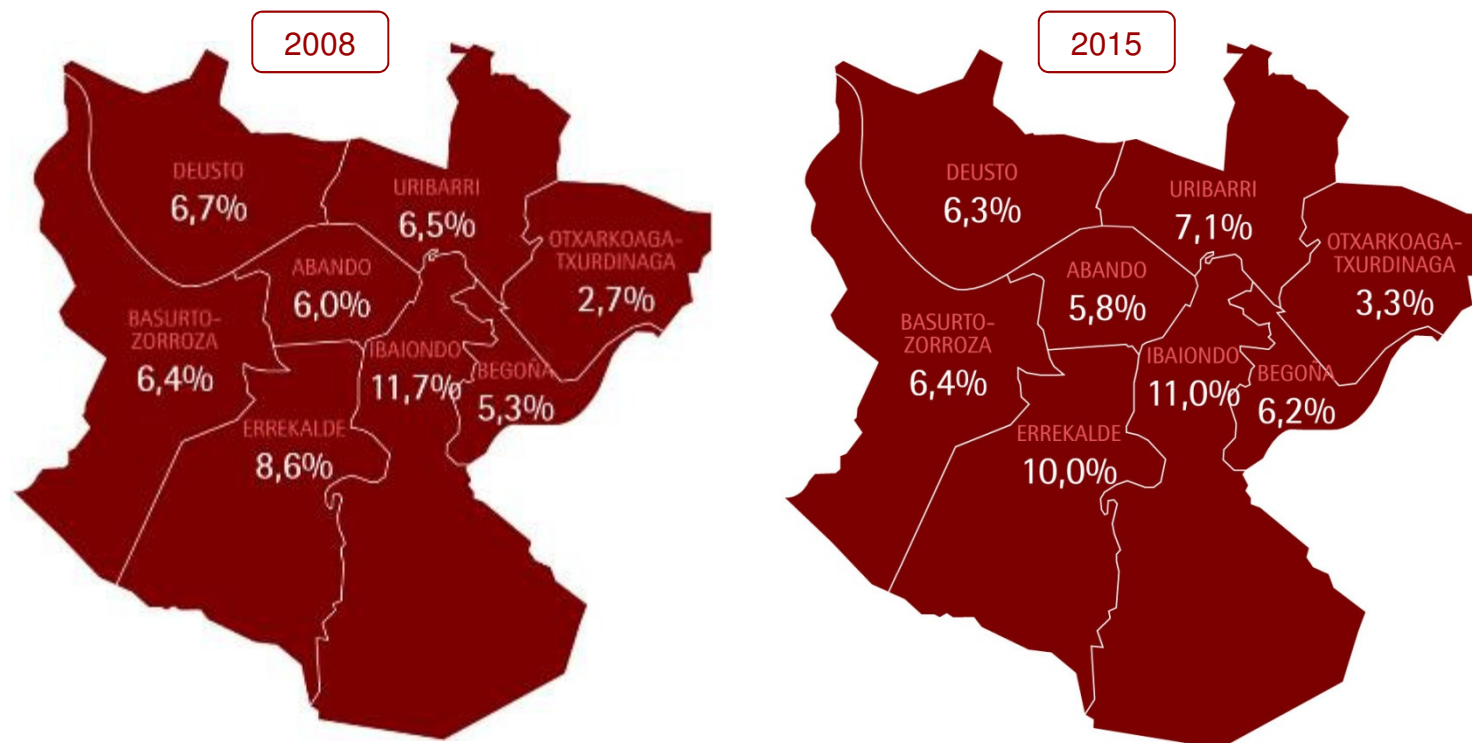 2008
DEUSTO
6,7%
URIBARRI
6,5%
OTXARKOAGA-
TXURDINAGA
2,7%
ABANDO
6,0%
BASURTO-
ZORROZA
6,4%
IBAIONDO
11,7%
BEGOÑA
5,3%
ERREKALDE
8,6%
2015
DEUSTO
6,3%
URIBARRI
7,1%
OTXARKOAGA-
TXURDINAGA
3,3%
ABANDO
5,8%
BASURTO-
ZORROZA
6,4%
IBAIONDO
11,0%
BEGOÑA
6,2%
ERREKALDE
10,0%